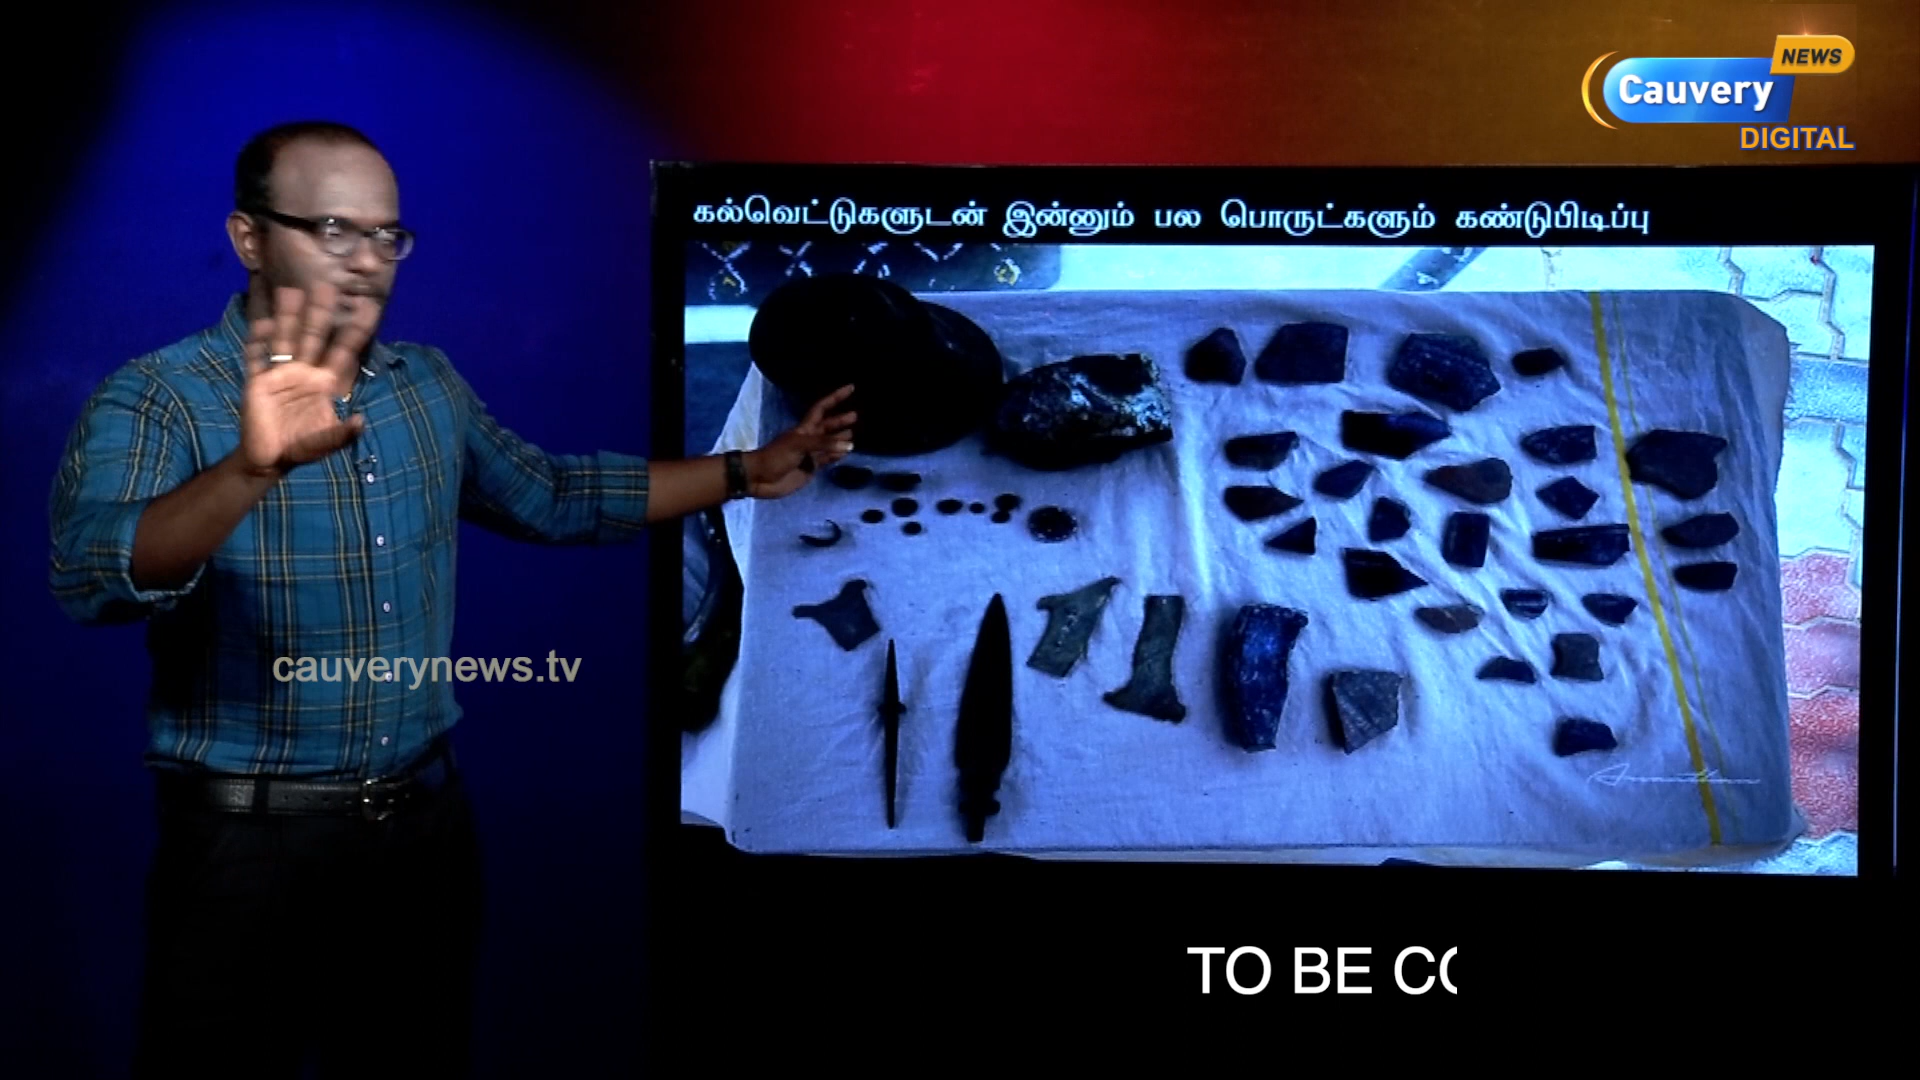 NEWS
Cauvery
DIGITAL
கல்வெட்டுகளுடன் இன்னும் பல பொருட்களும் கண்டுபிடிப்பு
cauverynews.tv
TO BE